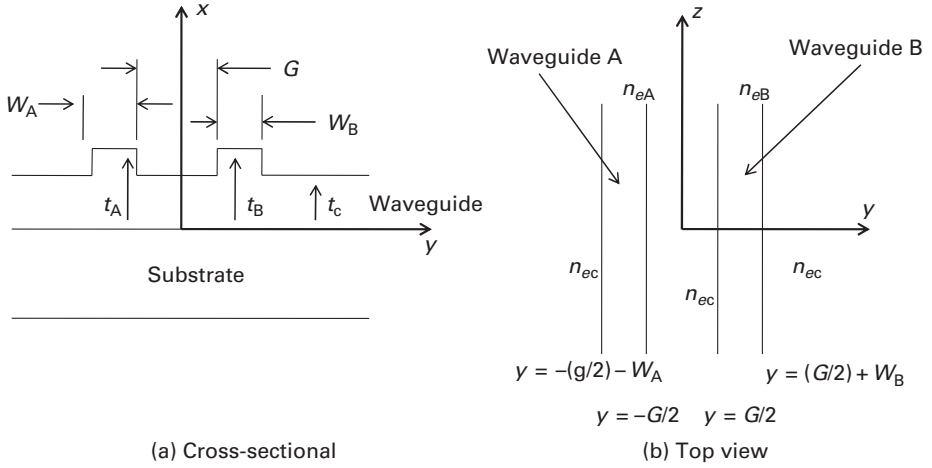 x
G
W_A
W_B
t_A
t_B
t_c
Waveguide
y
Substrate
(a) Cross-sectional
z
Waveguide A
Waveguide B
n_eA
n_eB
y
n_ec
n_ec
n_ec
y = –(g/2) – W_A
y = (G/2) + W_B
y = –G/2
y = G/2
(b) Top view